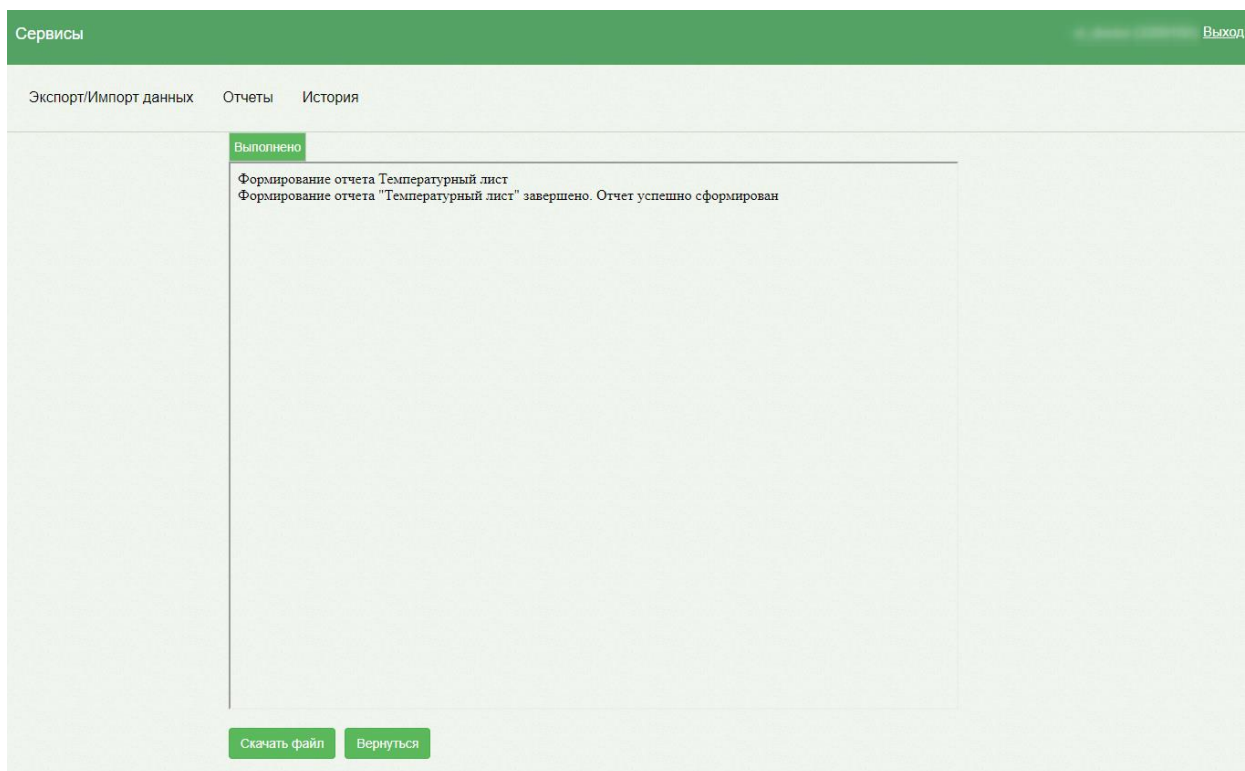 Сервисы
Выход
Экспорт/Импорт данных Отчеты История
Выполнено
Формирование отчета Температурный лист
Формирование отчета "Температурный лист" завершено. Отчет успешно сформирован
Скачать файл Вернуться